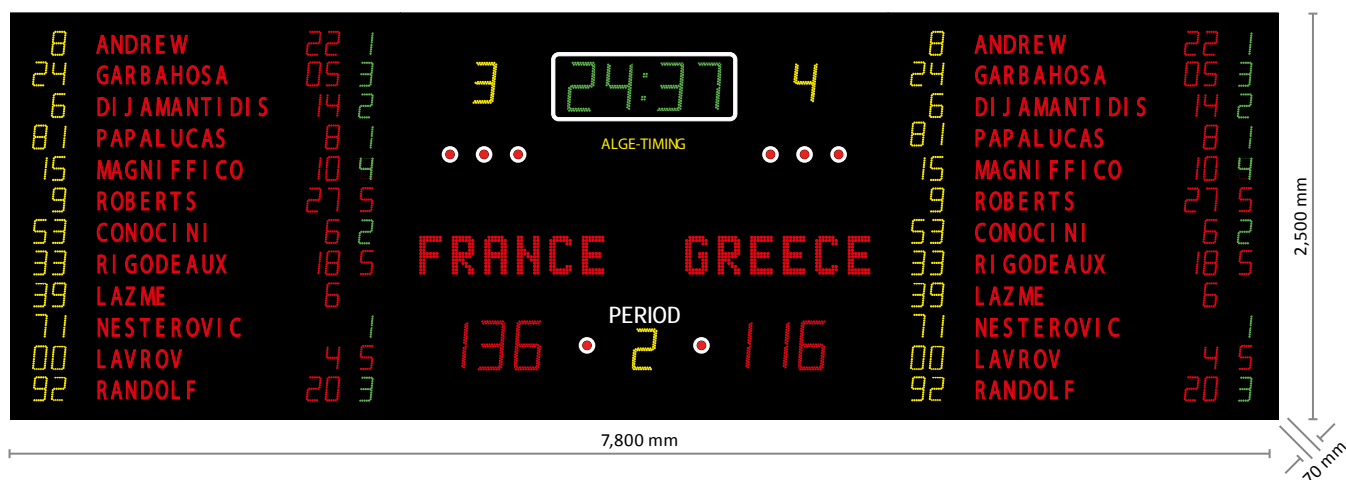 8 ANDREW 22 1
24 GARBAHOSA 05 3
6 DIJAMANTIDIS 14 2
81 PAPALUCAS 8 1
15 MAGNIFFICO 10 4
9 ROBERTS 27 5
53 CONOCINI 6 2
33 RIGODEAUX 18 5
39 LAZME 6
71 NESTEROVIC 1
00 LAVROV 4 5
92 RANDOLF 20 3
3 24:37 4
ALGE-TIMING
FRANCE GREECE
PERIOD
136 2 116
8 ANDREW 22 1
24 GARBAHOSA 05 3
6 DIJAMANTIDIS 14 2
81 PAPALUCAS 8 1
15 MAGNIFFICO 10 4
9 ROBERTS 27 5
53 CONOCINI 6 2
33 RIGODEAUX 18 5
39 LAZME 6
71 NESTEROVIC 1
00 LAVROV 4 5
92 RANDOLF 20 3
2,500 mm
7,800 mm
70 mm